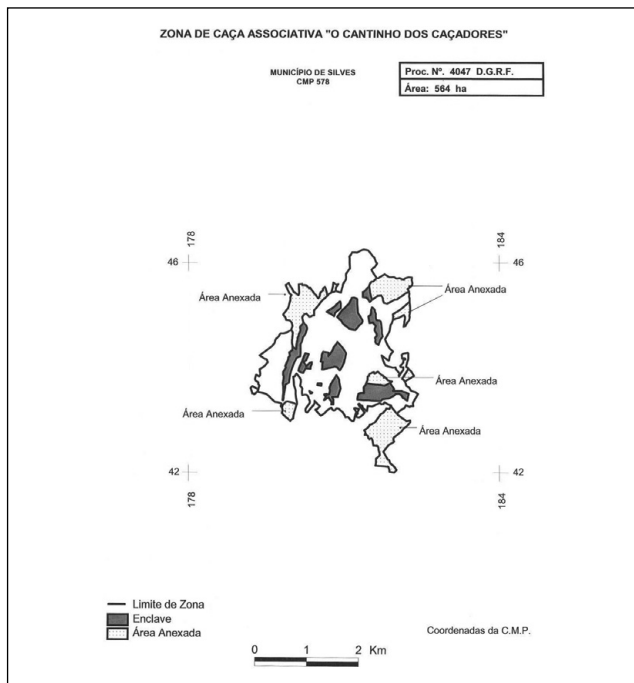 ZONA DE CAÇA ASSOCIATIVA "O CANTINHO DOS CAÇADORES"
MUNICÍPIO DE SILVES
CMP 578
Proc. Nº. 4047 D.G.R.F.
Área: 564 ha
178
184
46
46
Área Anexada
Área Anexada
Área Anexada
Área Anexada
Área Anexada
42
42
178
184
Limite de Zona
Enclave
Área Anexada
Coordenadas da C.M.P.
0 1 2 Km